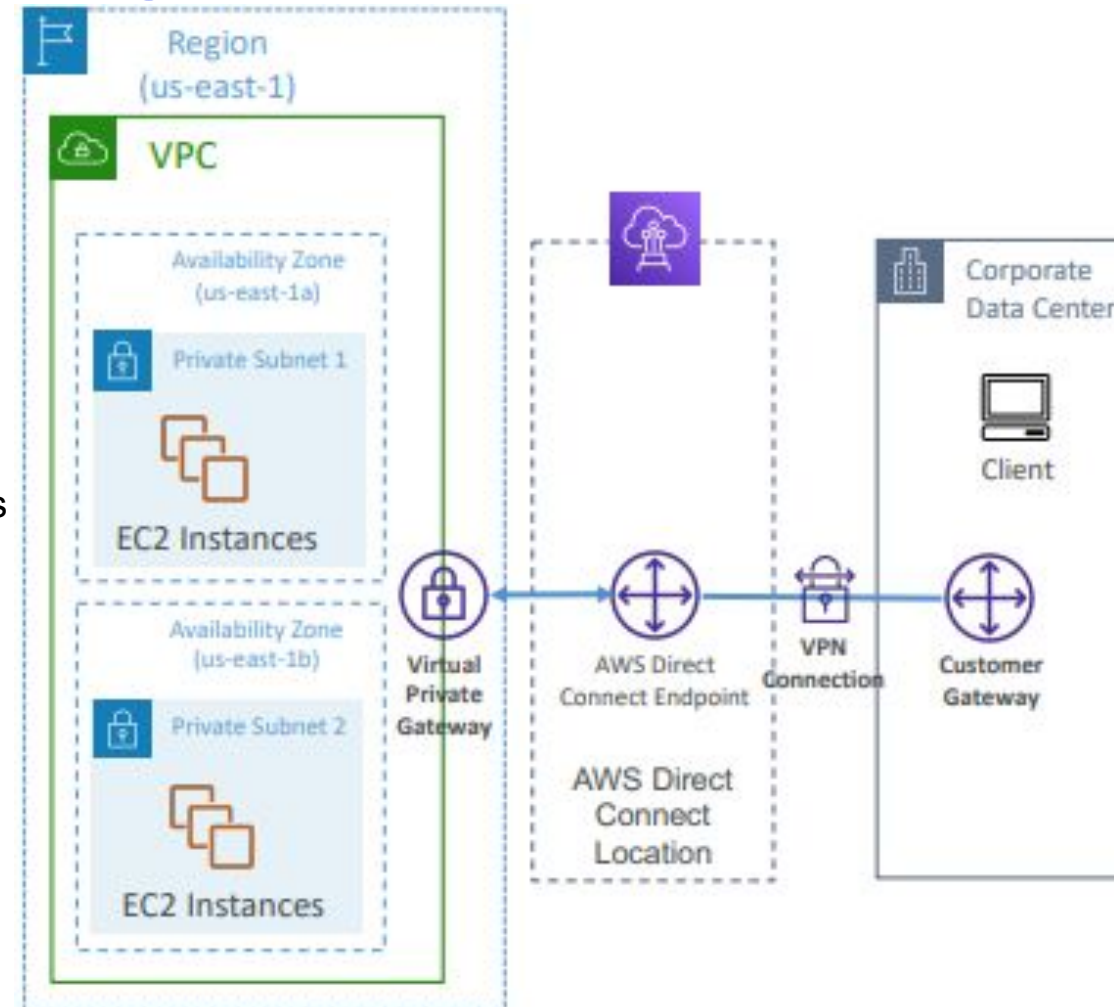 Region
(us-east-1)
VPC
Availability Zone
(us-east-1a)
Private Subnet 1
EC2 Instances
s
Availability Zone
(us-east-1b)
Private Subnet 2
EC2 Instances
Virtual
Private
Gateway
AWS Direct
Connect Endpoint
AWS Direct
Connect
Location
VPN
Connection
Corporate
Data Center
Client
Customer
Gateway